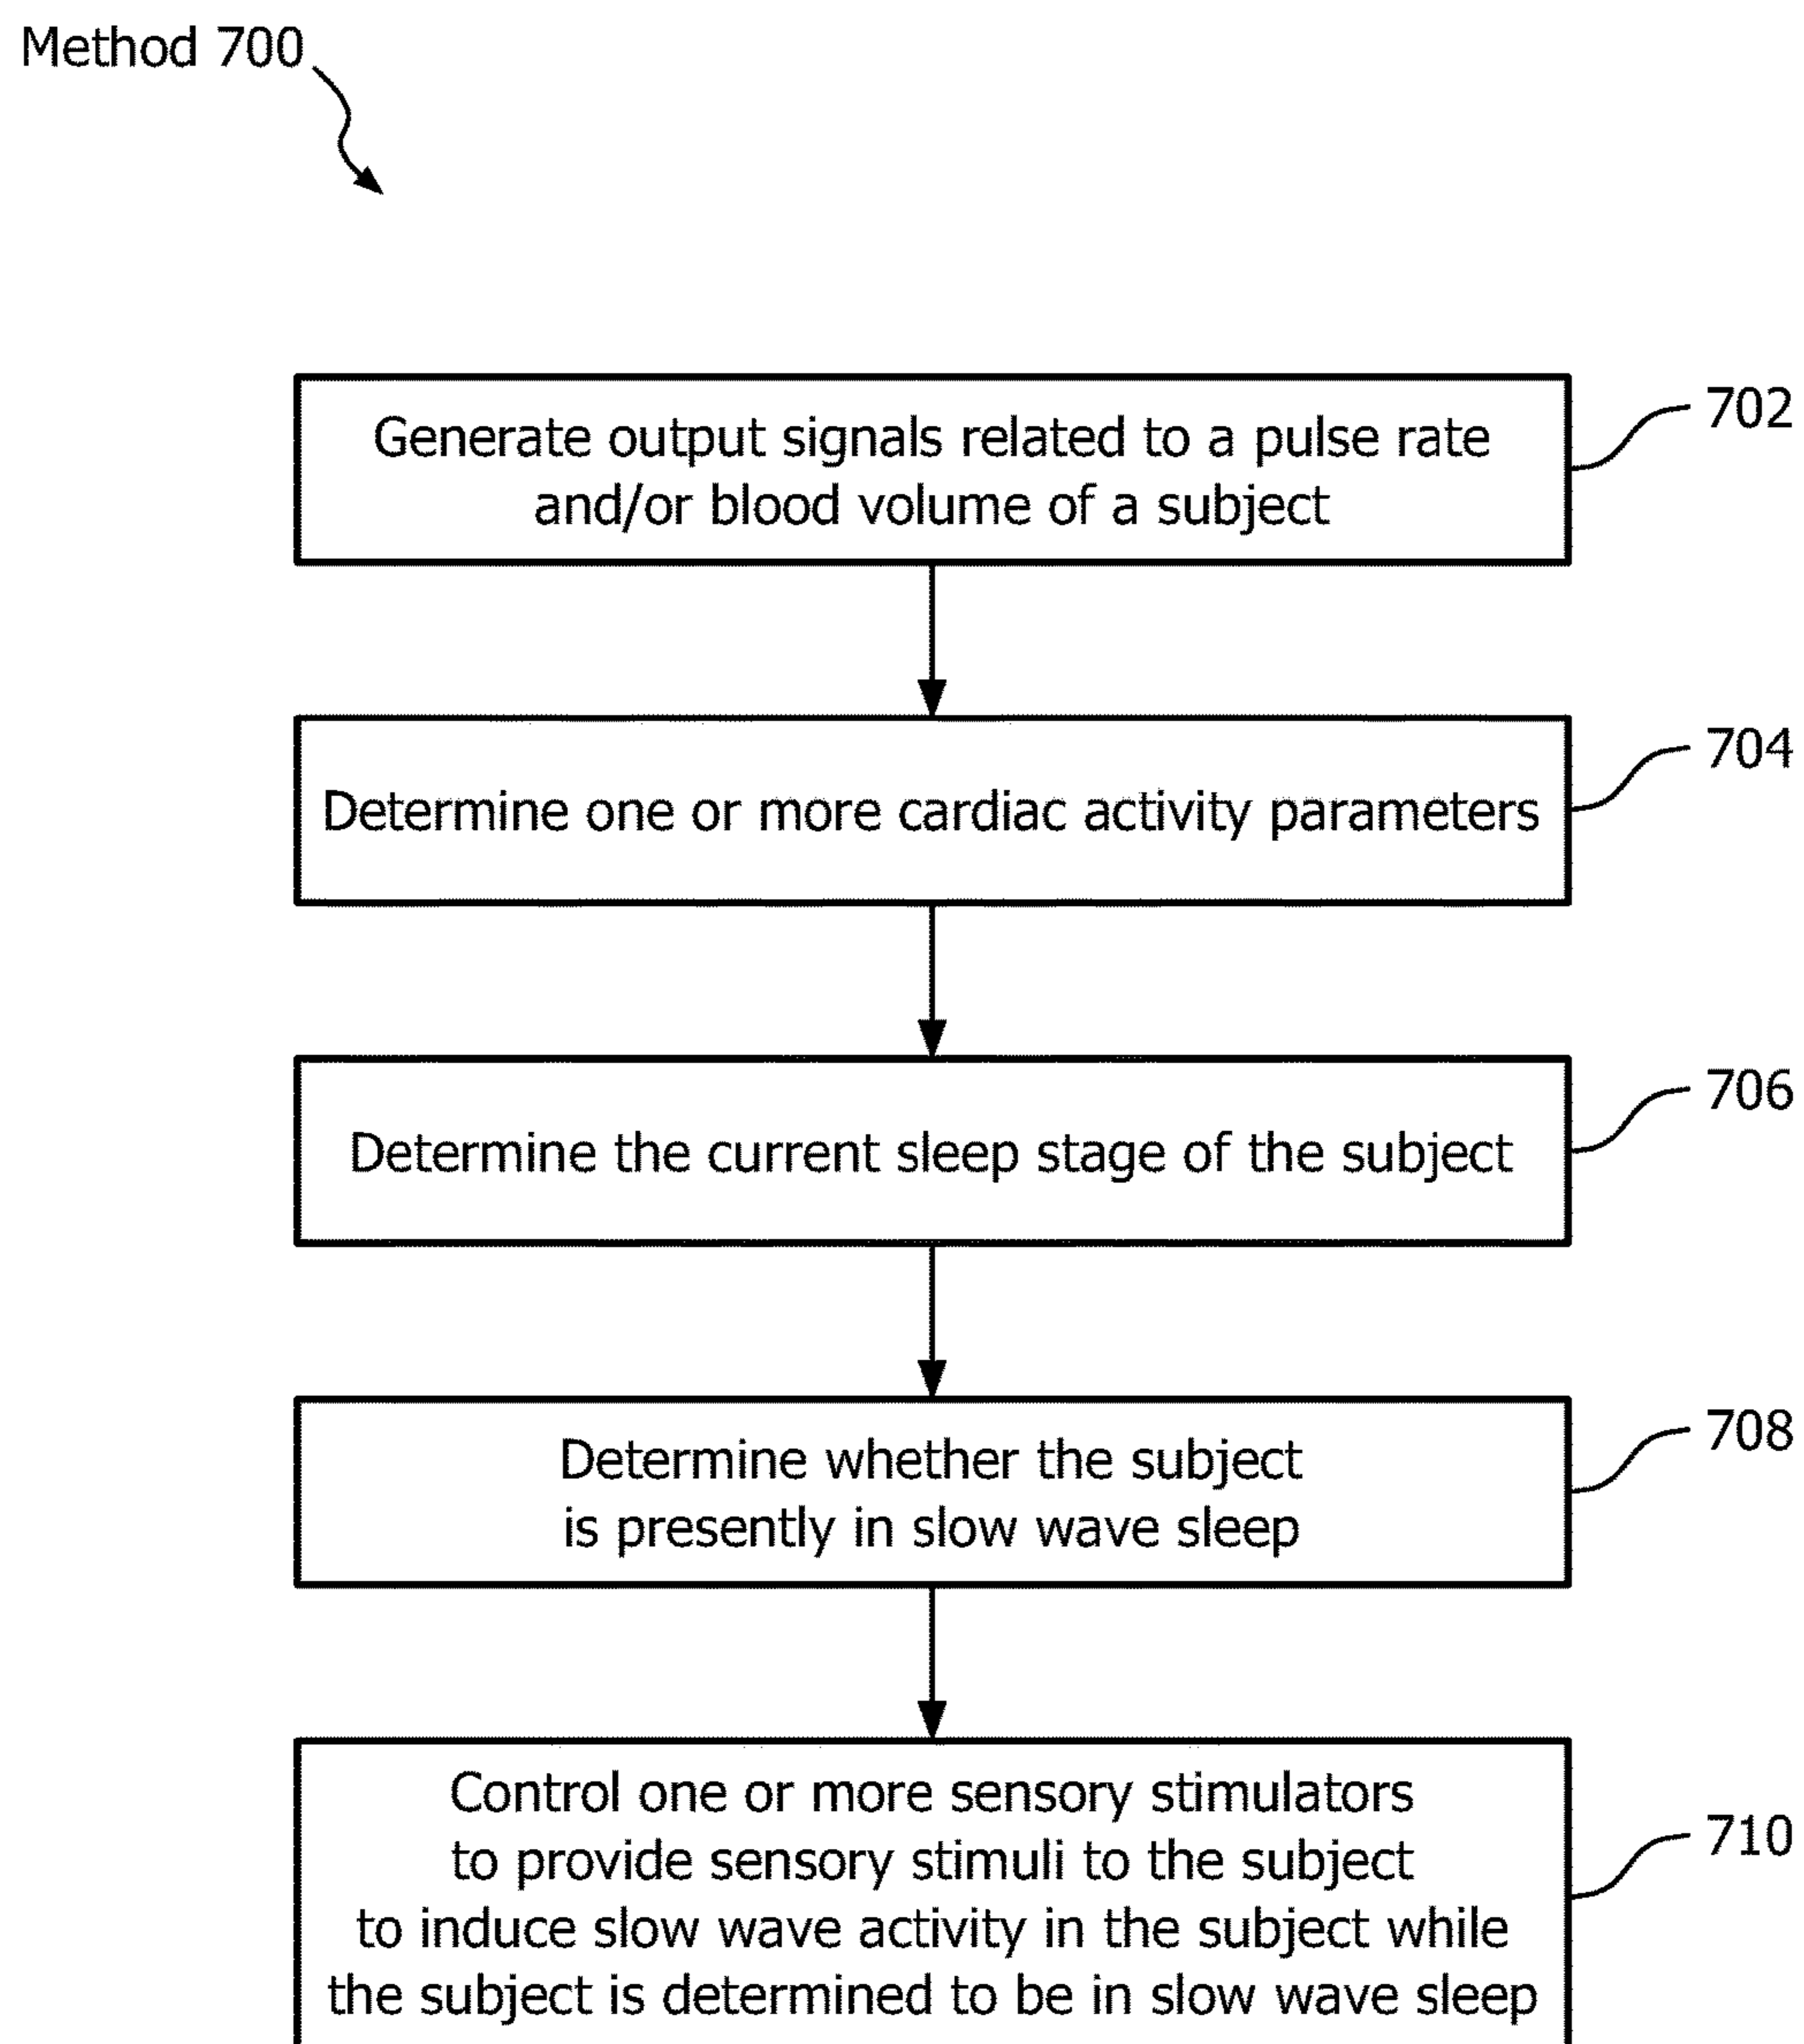 Method 700
Generate output signals related to a pulse rate
and/or blood volume of a subject
702
Determine one or more cardiac activity parameters
704
Determine the current sleep stage of the subject
706
Determine whether the subject
is presently in slow wave sleep
708
Control one or more sensory stimulators
to provide sensory stimuli to the subject
to induce slow wave activity in the subject while
the subject is determined to be in slow wave sleep
710